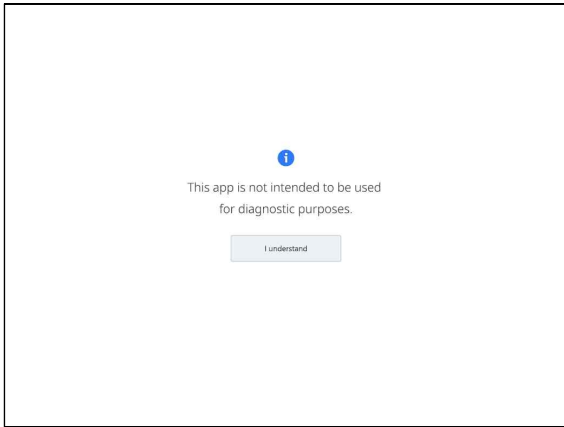 This app is not intended to be used
for diagnostic purposes.
I understand